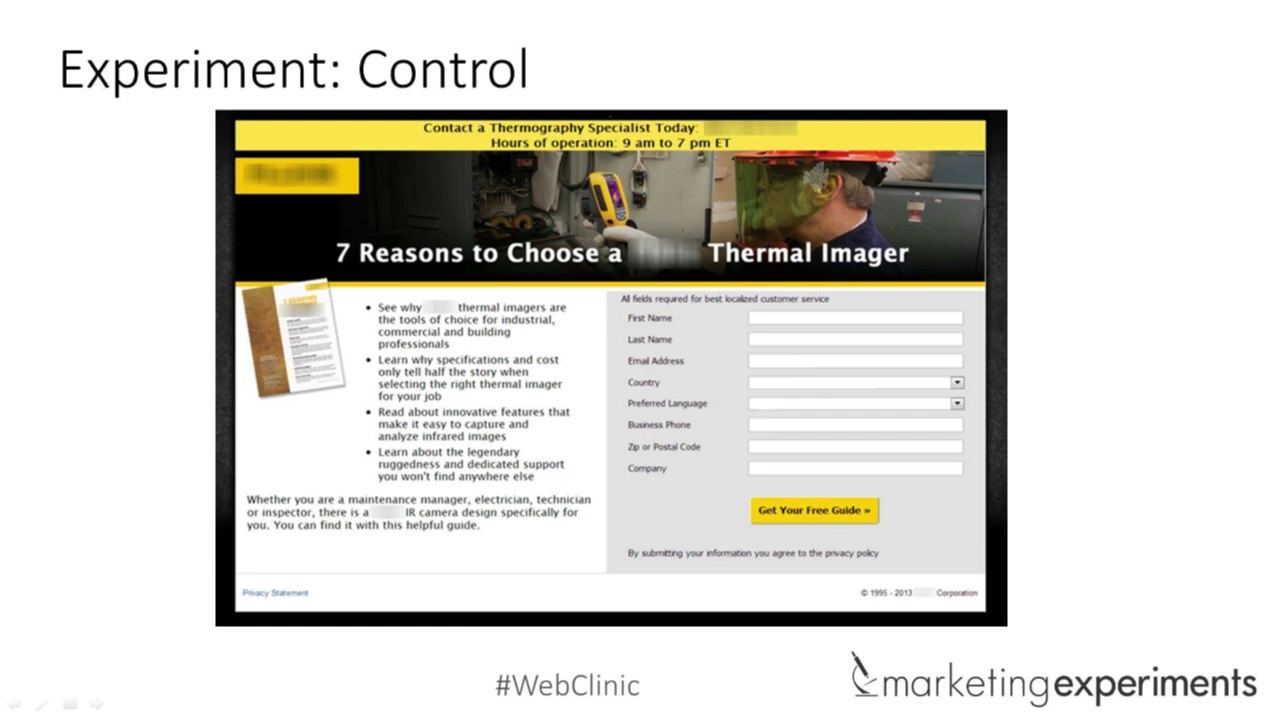 Experiment: Control
Contact a Thermography Specialist Today:
Hours of operation: 9 am to 7 pm ET
7 Reasons to Choose a Thermal Imager
• See why thermal imagers are
the tools of choice for industrial,
commercial and building
professionals
• Learn why specifications and cost
only tell half the story when
selecting the right thermal imager
for your job
• Read about innovative features that
make it easy to capture and
analyze infrared images
• Learn about the legendary
ruggedness and dedicated support
you won't find anywhere else
Whether you are a maintenance manager, electrician, technician
or inspector, there is a IR camera design specifically for
you. You can find it with this helpful guide.
All fields required for best localized customer service
First Name
Last Name
Email Address
Country
Preferred Language
Business Phone
Zip or Postal Code
Company
Get Your Free Guide »
By submitting your information you agree to the privacy policy
Privacy Statement
© 1995 - 2013 Corporation
#WebClinic
marketingexperiments